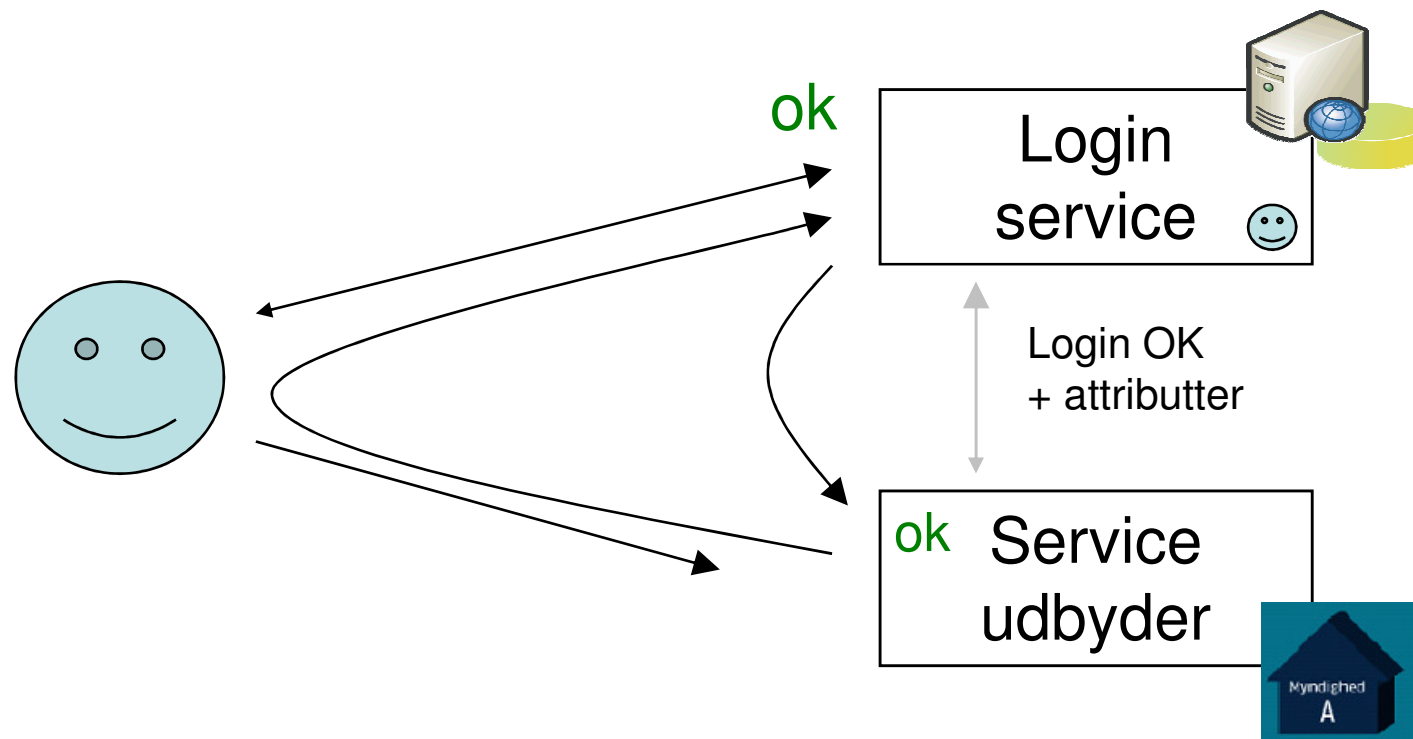 ok
Login
service
Login OK
+ attributter
ok
Service
udbyder
Myndighed
A